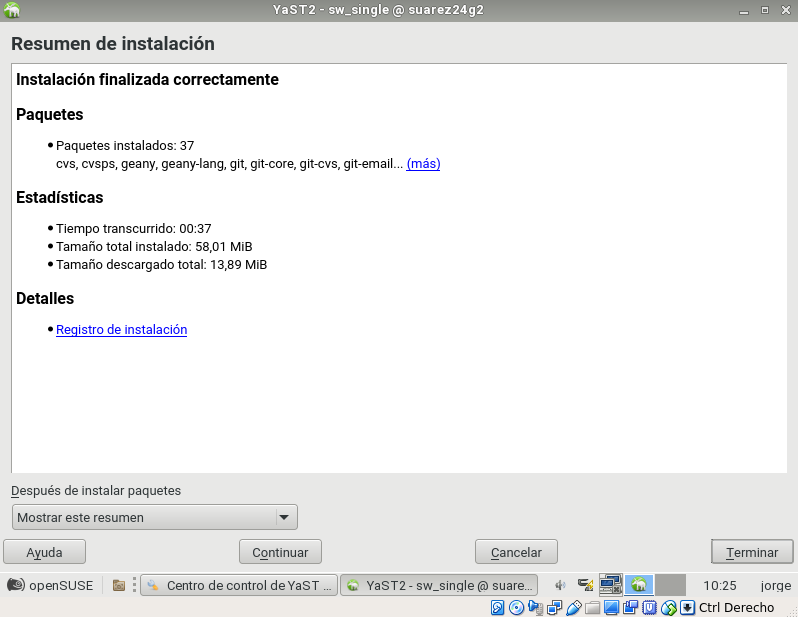 YaST2 - sw_single @ suarez24g2
Resumen de instalación
Instalación finalizada correctamente
Paquetes
Paquetes instalados: 37
cvs, cvsps, geany, geany-lang, git, git-core, git-cvs, git-email... (más)
Estadísticas
Tiempo transcurrido: 00:37
Tamaño total instalado: 58,01 MiB
Tamaño descargado total: 13,89 MiB
Detalles
Registro de instalación
Después de instalar paquetes
Mostrar este resumen
Ayuda Continuar Cancelar Terminar
openSUSE Centro de control de YaST ... YaST2 - sw_single @ suare... 10:25 jorge
Ctrl Derecho